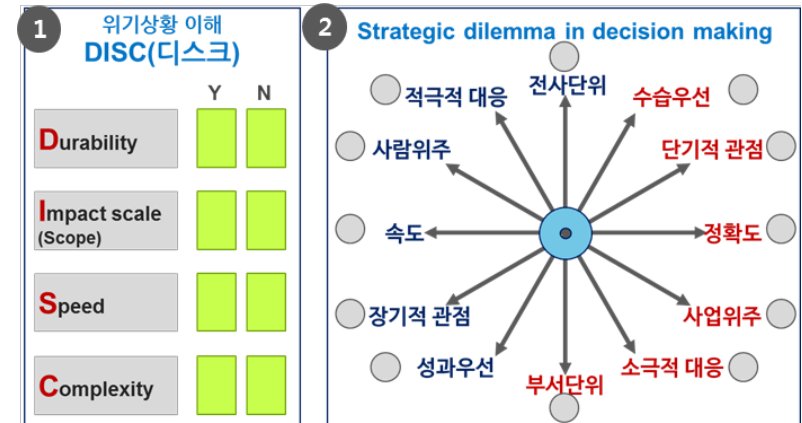 1
위기상황 이해
DISC(디스크)
Y N
Durability
Impact scale
(Scope)
Speed
Complexity
2
Strategic dilemma in decision making
전사단위
적극적 대응
수습우선
사람위주
단기적 관점
속도
정확도
장기적 관점
사업위주
성과우선
소극적 대응
부서단위